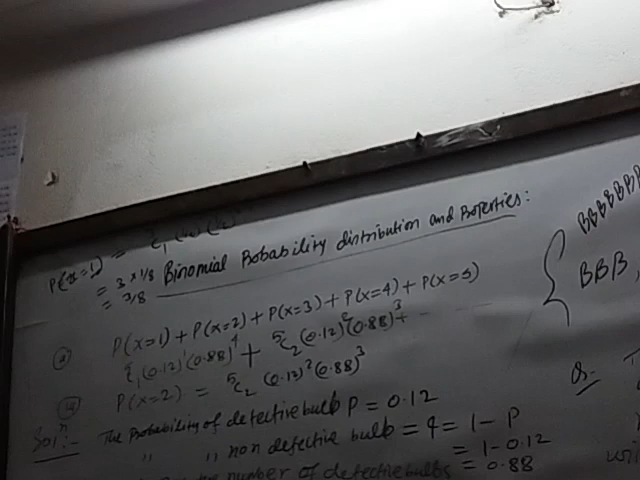 P(x=1) =
= 3 × 1/8
= 3/8
Binomial Probability distribution and Properties:
P(x=1) + P(x=2) + P(x=3) + P(x=4) + P(x=5)
⁵C₁(0.12)¹(0.88)⁴ + ⁵C₂(0.12)²(0.88)³ + -
P(x=2) = ⁵C₂ (0.12)²(0.88)³
Solⁿ:- The Probability of defective bulb P = 0.12
" " non defective bulb = q = 1 - P
= 1 - 0.12
number of defective bulbs = 0.88
BBB,
Q.